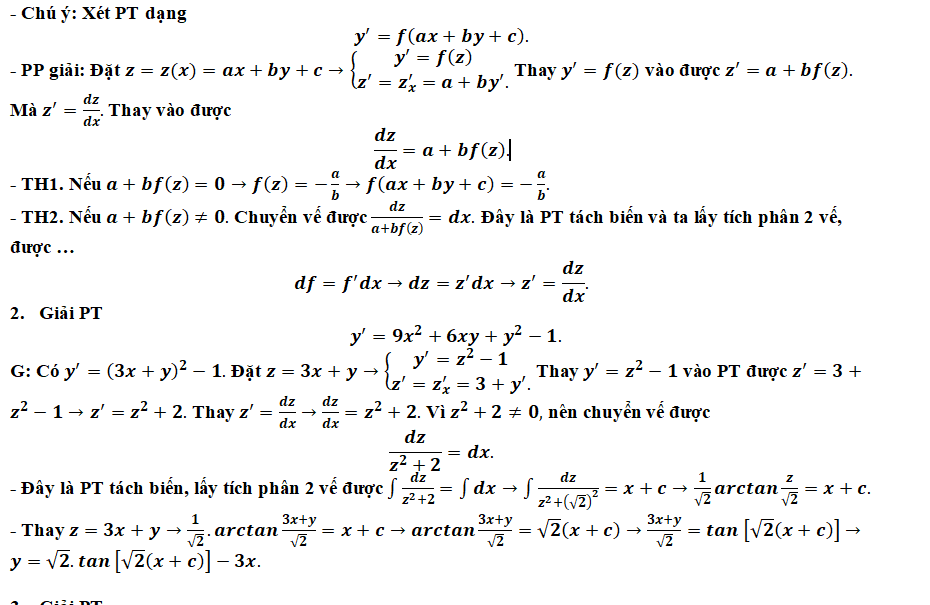 - Chú ý: Xét PT dạng
y′ = f(ax + by + c).
- PP giải: Đặt z = z(x) = ax + by + c → { y′ = f(z) z′ = z′ₓ = a + by′. Thay y′ = f(z) vào được z′ = a + bf(z).
Mà z′ = dz/dx. Thay vào được
dz/dx = a + bf(z).
- TH1. Nếu a + bf(z) = 0 → f(z) = −a/b → f(ax + by + c) = −a/b.
- TH2. Nếu a + bf(z) ≠ 0. Chuyển vế được dz/(a+bf(z)) = dx. Đây là PT tách biến và ta lấy tích phân 2 vế,
được …
df = f′dx → dz = z′dx → z′ = dz/dx.
2. Giải PT
y′ = 9x² + 6xy + y² − 1.
G: Có y′ = (3x + y)² − 1. Đặt z = 3x + y → { y′ = z² − 1 z′ = z′ₓ = 3 + y′. Thay y′ = z² − 1 vào PT được z′ = 3 +
z² − 1 → z′ = z² + 2. Thay z′ = dz/dx → dz/dx = z² + 2. Vì z² + 2 ≠ 0, nên chuyển vế được
dz/(z² + 2) = dx.
- Đây là PT tách biến, lấy tích phân 2 vế được ∫ dz/(z²+2) = ∫ dx → ∫ dz/(z²+(√2)²) = x + c → 1/√2 arctan z/√2 = x + c.
- Thay z = 3x + y → 1/√2 . arctan (3x+y)/√2 = x + c → arctan (3x+y)/√2 = √2(x + c) → (3x+y)/√2 = tan [√2(x + c)] →
y = √2. tan [√2(x + c)] − 3x.